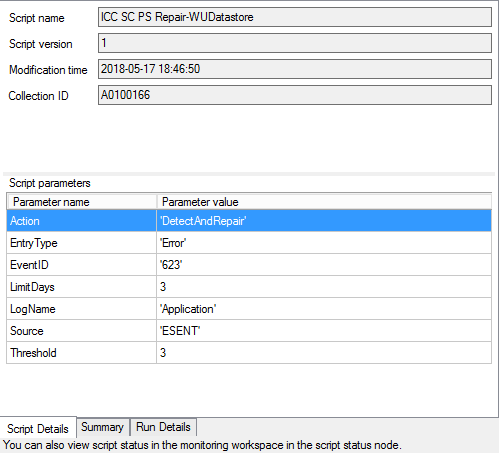 Script name ICC SC PS Repair-WUDatastore
Script version 1
Modification time 2018-05-17 18:46:50
Collection ID A0100166
Script parameters
Parameter name Parameter value
Action 'DetectAndRepair'
EntryType 'Error'
EventID '623'
LimitDays 3
LogName 'Application'
Source 'ESENT'
Threshold 3
Script Details Summary Run Details
You can also view script status in the monitoring workspace in the script status node.